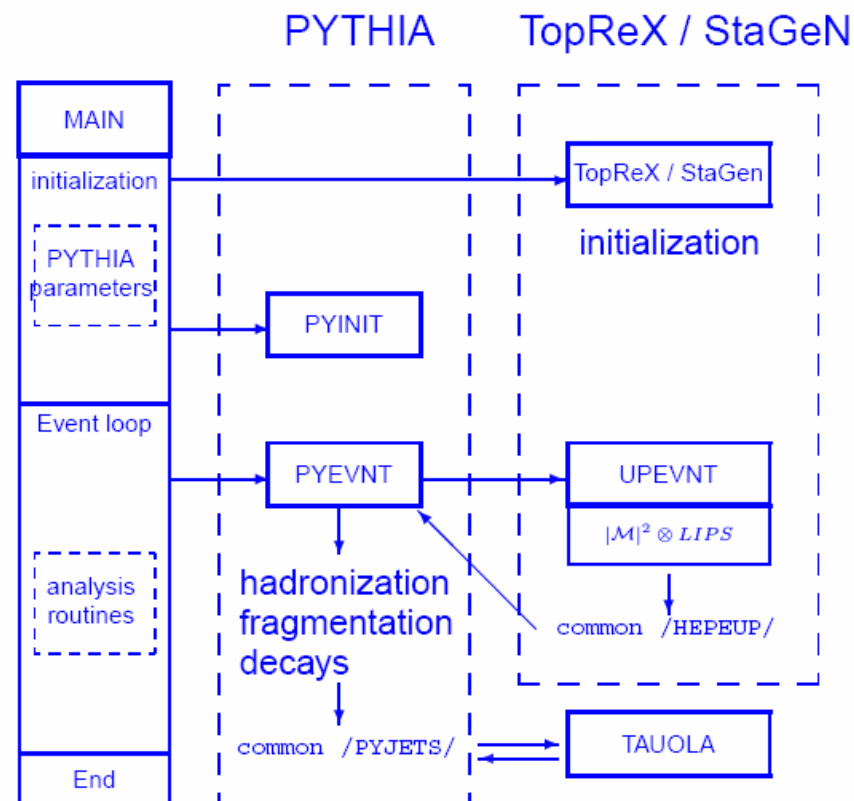 PYTHIA
TopReX / StaGeN
MAIN
initialization
PYTHIA
parameters
TopReX / StaGen
initialization
PYINIT
Event loop
PYEVNT
UPEVNT
|M|² ⊗ LIPS
hadronization
fragmentation
decays
common /HEPEUP/
analysis
routines
common /PYJETS/
TAUOLA
End